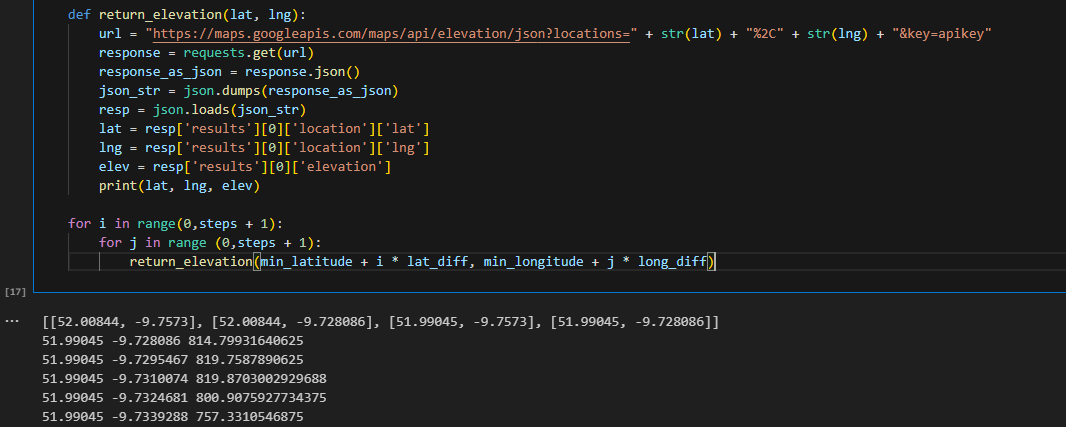 def return_elevation(lat, lng):
url = "https://maps.googleapis.com/maps/api/elevation/json?locations=" + str(lat) + "%2C" + str(lng) + "&key=apikey"
response = requests.get(url)
response_as_json = response.json()
json_str = json.dumps(response_as_json)
resp = json.loads(json_str)
lat = resp['results'][0]['location']['lat']
lng = resp['results'][0]['location']['lng']
elev = resp['results'][0]['elevation']
print(lat, lng, elev)
for i in range(0,steps + 1):
for j in range (0,steps + 1):
return_elevation(min_latitude + i * lat_diff, min_longitude + j * long_diff)
[17]
... [[52.00844, -9.7573], [52.00844, -9.728086], [51.99045, -9.7573], [51.99045, -9.728086]]
51.99045 -9.728086 814.79931640625
51.99045 -9.7295467 819.7587890625
51.99045 -9.7310074 819.8703002929688
51.99045 -9.7324681 800.9075927734375
51.99045 -9.7339288 757.3310546875